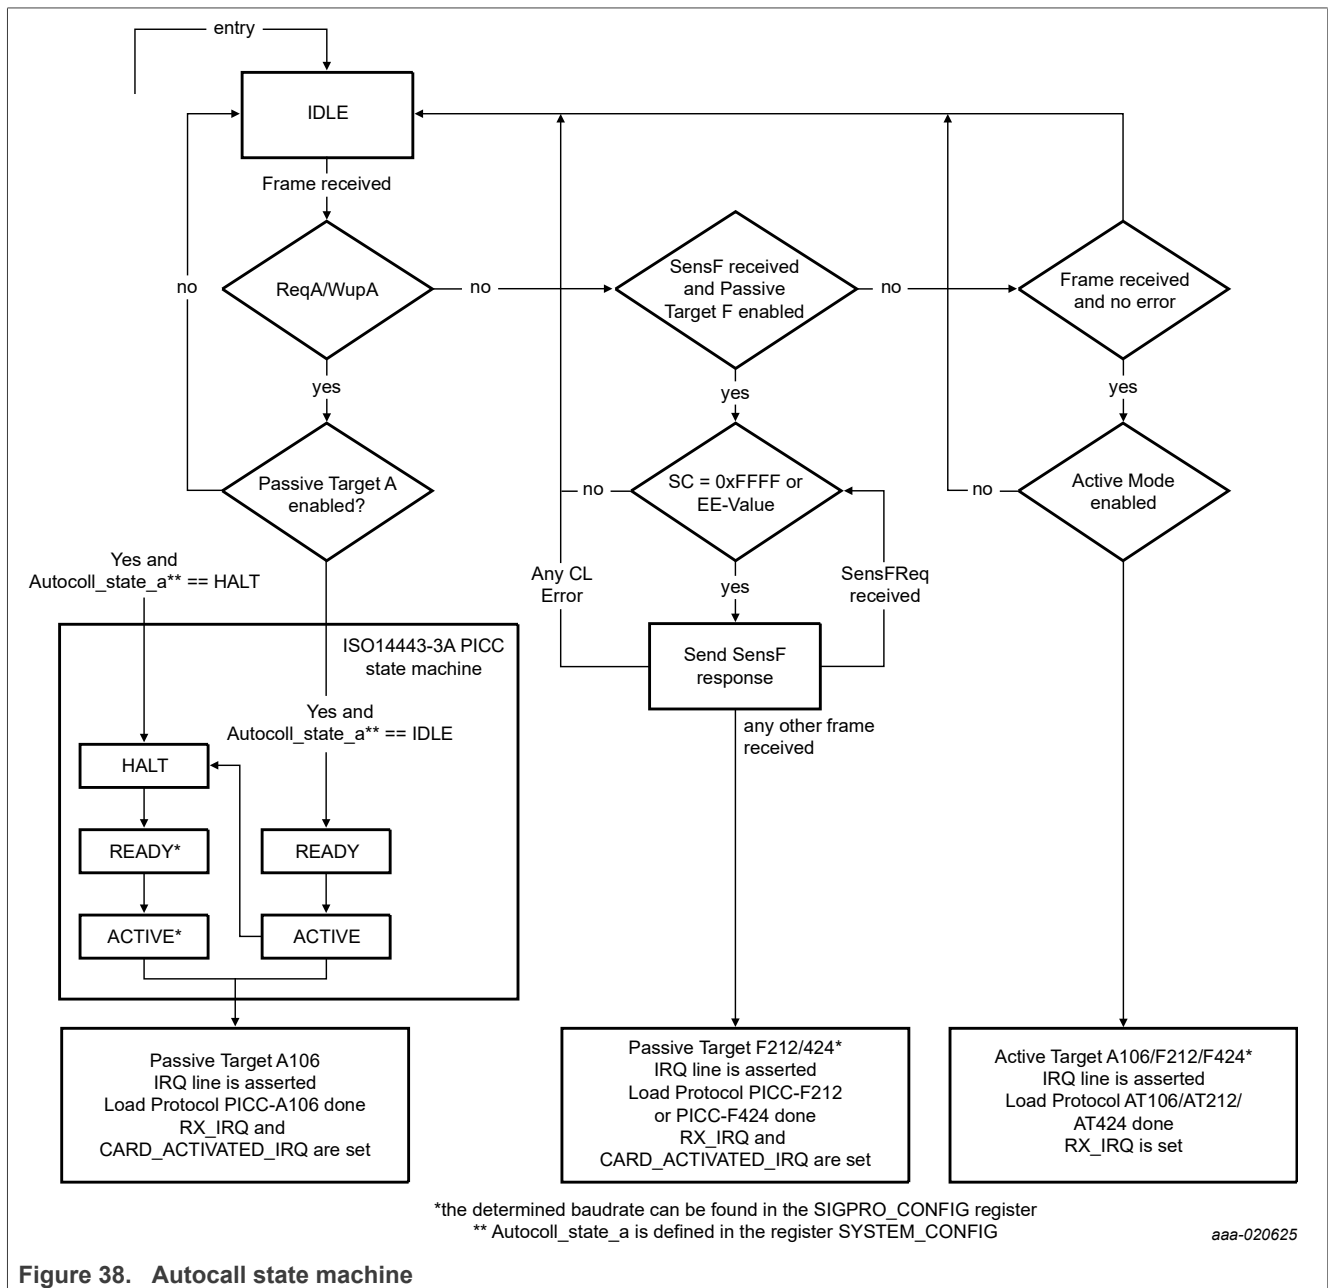 entry
IDLE
Frame received
ReqA/WupA
no
no
SensF received
and Passive
Target F enabled
no
Frame received
and no error
yes
yes
yes
Passive Target A
enabled?
SC = 0xFFFF or
EE-Value
no
Active Mode
enabled
no
Yes and
Autocoll_state_a** == HALT
Any CL
Error
yes
SensFReq
received
ISO14443-3A PICC
state machine
Send SensF
response
Yes and
Autocoll_state_a** == IDLE
any other frame
received
HALT
READY*
READY
ACTIVE*
ACTIVE
Passive Target A106
IRQ line is asserted
Load Protocol PICC-A106 done
RX_IRQ and
CARD_ACTIVATED_IRQ are set
Passive Target F212/424*
IRQ line is asserted
Load Protocol PICC-F212
or PICC-F424 done
RX_IRQ and
CARD_ACTIVATED_IRQ are set
Active Target A106/F212/F424*
IRQ line is asserted
Load Protocol AT106/AT212/
AT424 done
RX_IRQ is set
*the determined baudrate can be found in the SIGPRO_CONFIG register
** Autocoll_state_a is defined in the register SYSTEM_CONFIG
aaa-020625
Figure 38. Autocall state machine